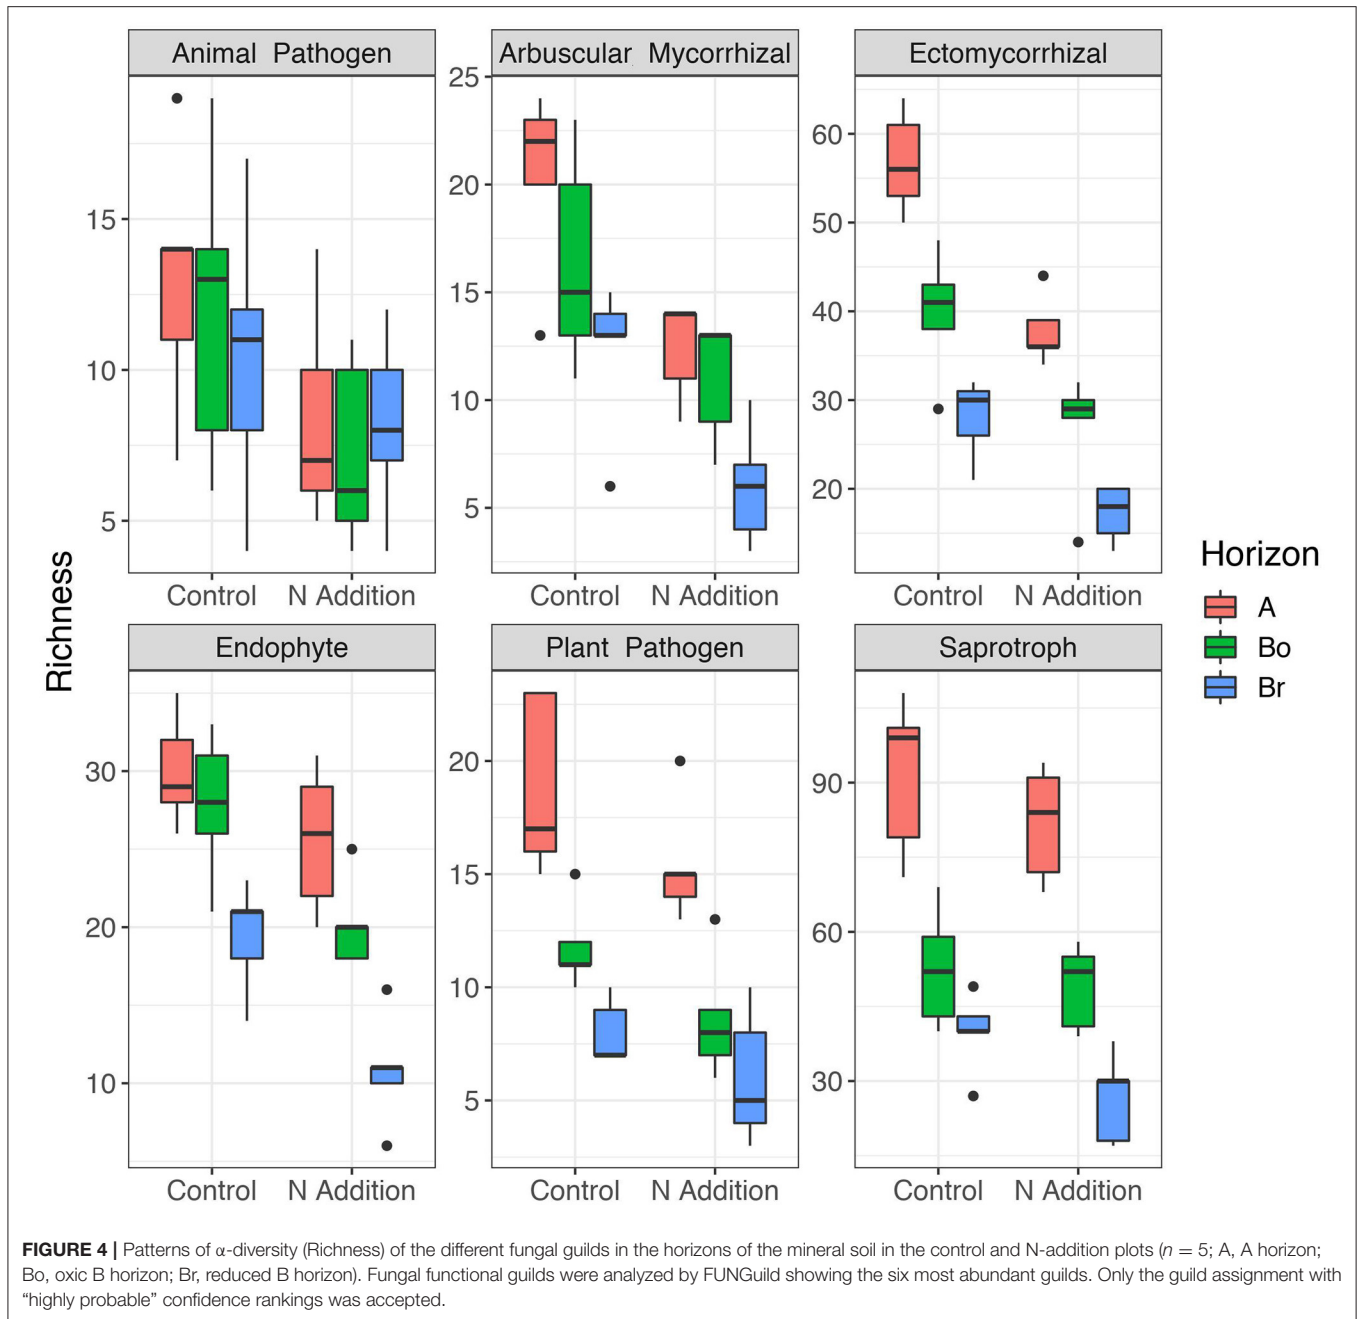 Animal Pathogen
Arbuscular Mycorrhizal
Ectomycorrhizal
15
10
5
25
20
15
10
5
60
50
40
30
20
Control N Addition
Control N Addition
Control N Addition
Richness
Horizon
A
Bo
Br
Endophyte
Plant Pathogen
Saprotroph
30
20
10
20
15
10
5
90
60
30
Control N Addition
Control N Addition
Control N Addition
FIGURE 4 | Patterns of α-diversity (Richness) of the different fungal guilds in the horizons of the mineral soil in the control and N-addition plots (n = 5; A, A horizon;
Bo, oxic B horizon; Br, reduced B horizon). Fungal functional guilds were analyzed by FUNGuild showing the six most abundant guilds. Only the guild assignment with
“highly probable” confidence rankings was accepted.